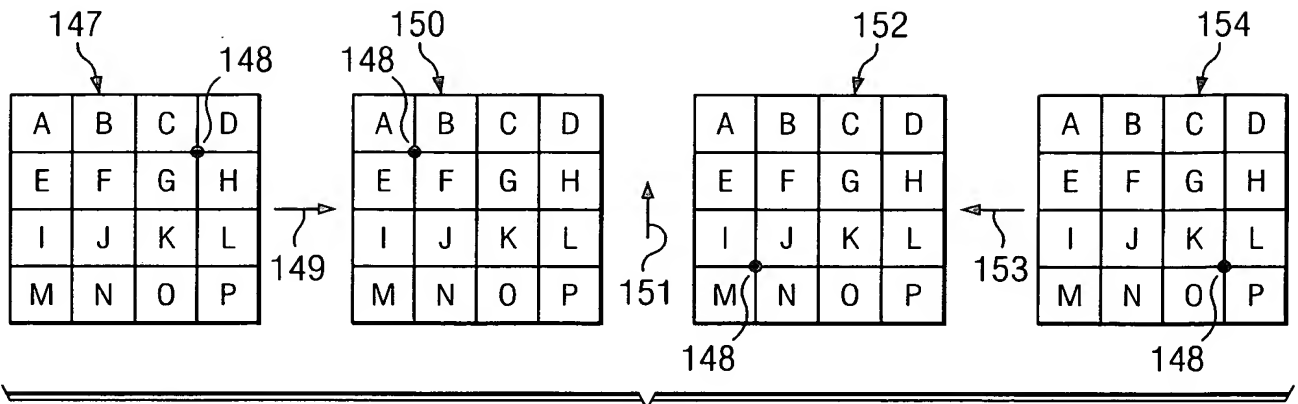 147 150 152 154
148 148
A B C D A B C D A B C D A B C D
E F G H E F G H E F G H E F G H
I J K L I J K L I J K L I J K L
149 151 153
M N O P M N O P M N O P M N O P
148 148